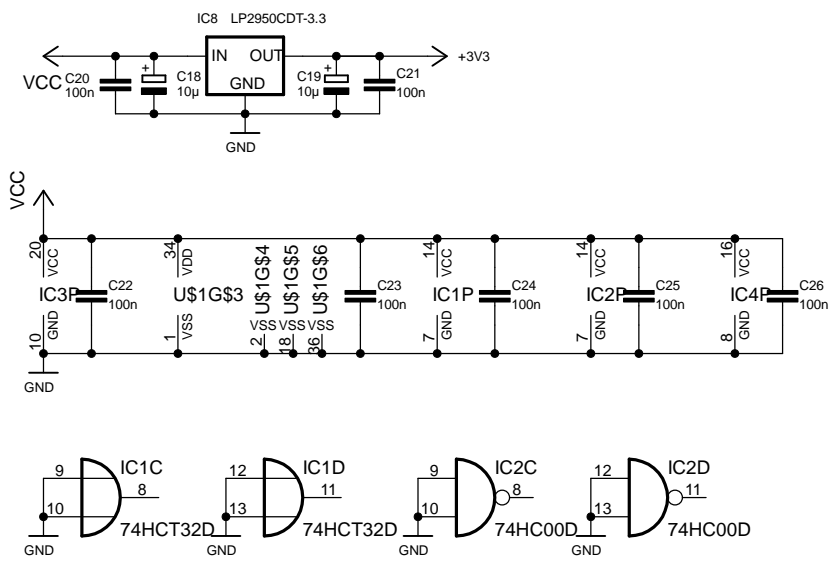 IC8 LP2950CDT-3.3
IN OUT
GND
VCC
C20
100n
C18
10µ
+
C19
10µ
+
C21
100n
+3V3
GND
VCC
20
VCC
IC3P
GND
10
C22
100n
34
VDD
U$1G$3
VSS
1
U$1G$4
VSS
2
U$1G$5
VSS
18
U$1G$6
VSS
36
C23
100n
14
VCC
IC1P
GND
7
C24
100n
14
VCC
IC2P
GND
7
C25
100n
16
VCC
IC4P
GND
8
C26
100n
GND
9
10
IC1C
8
74HCT32D
GND
12
13
IC1D
11
74HCT32D
GND
9
10
IC2C
8
74HC00D
GND
12
13
IC2D
11
74HC00D
GND